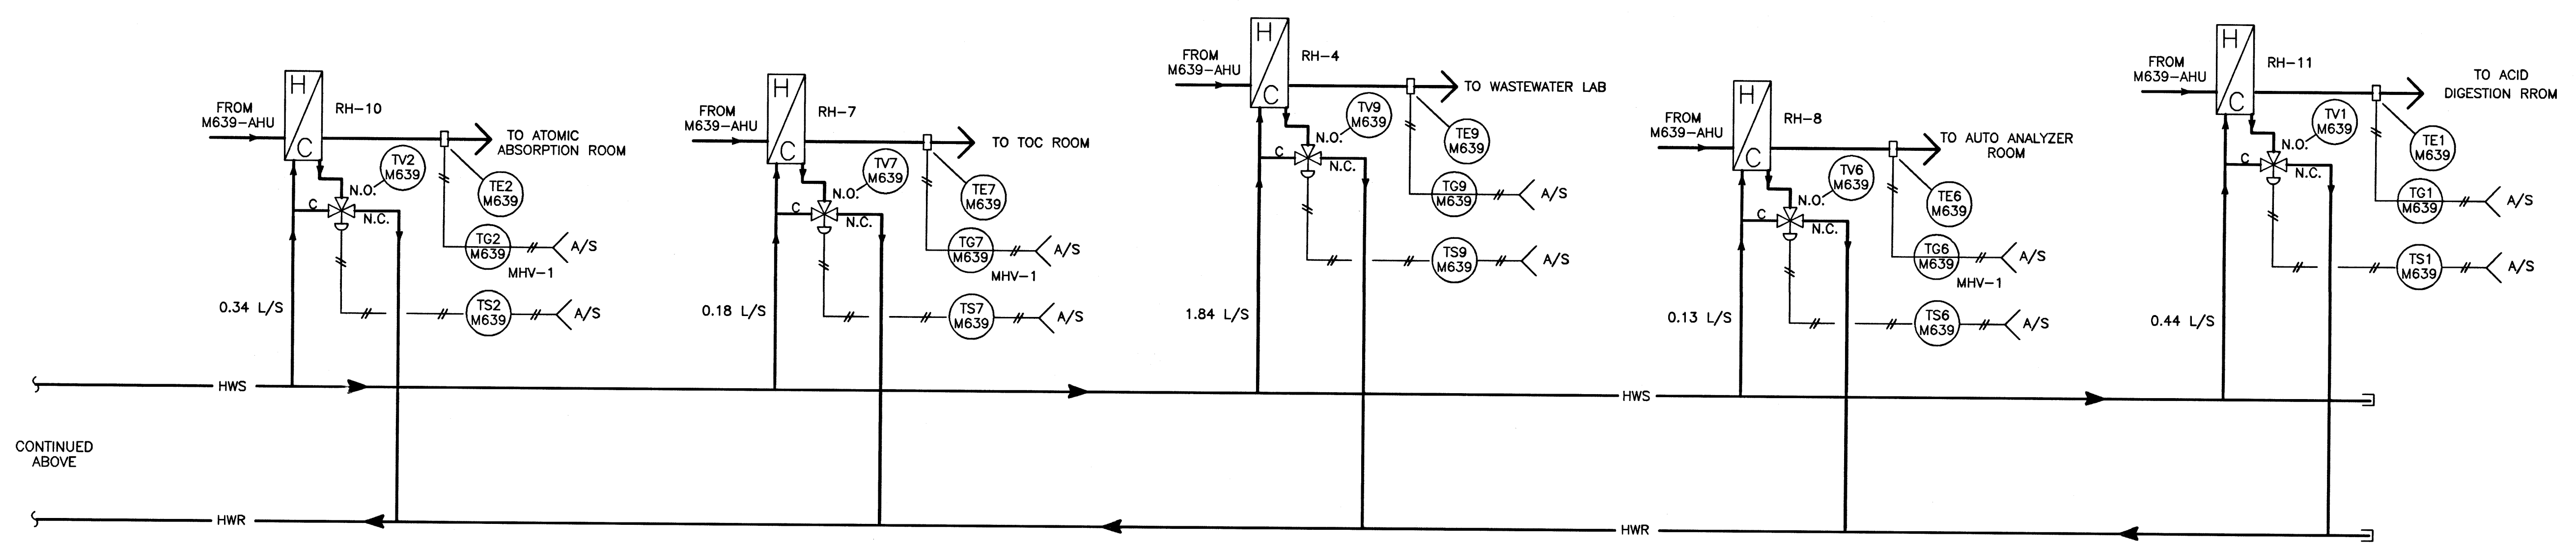 H
C
RH-10
FROM
M639-AHU
TO ATOMIC
ABSORPTION ROOM
TV2
M639
N.O.
TE2
M639
C
N.C.
TG2
M639
A/S
MHV-1
0.34 L/S
TS2
M639
A/S
H
C
RH-7
FROM
M639-AHU
TO TOC ROOM
TV7
M639
N.O.
TE7
M639
C
N.C.
TG7
M639
A/S
MHV-1
0.18 L/S
TS7
M639
A/S
H
C
RH-4
FROM
M639-AHU
TO WASTEWATER LAB
TV9
M639
N.O.
TE9
M639
C
N.C.
TG9
M639
A/S
TS9
M639
A/S
1.84 L/S
H
C
RH-8
FROM
M639-AHU
TO AUTO ANALYZER
ROOM
TV6
M639
N.O.
TE6
M639
C
N.C.
TG6
M639
A/S
MHV-1
0.13 L/S
TS6
M639
A/S
H
C
RH-11
FROM
M639-AHU
TO ACID
DIGESTION RROM
TV1
M639
N.O.
TE1
M639
C
N.C.
TG1
M639
A/S
TS1
M639
A/S
0.44 L/S
HWS
HWS
CONTINUED
ABOVE
HWR
HWR